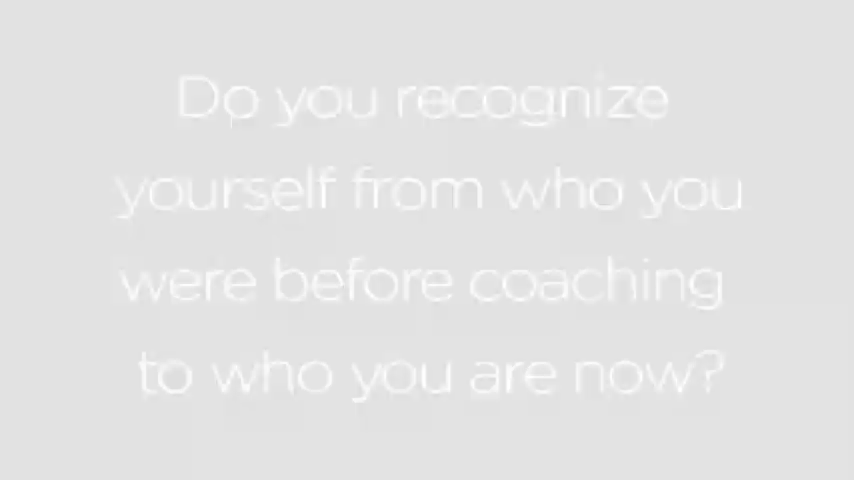 Do you recognize
yourself from who you
were before coaching
to who you are now?